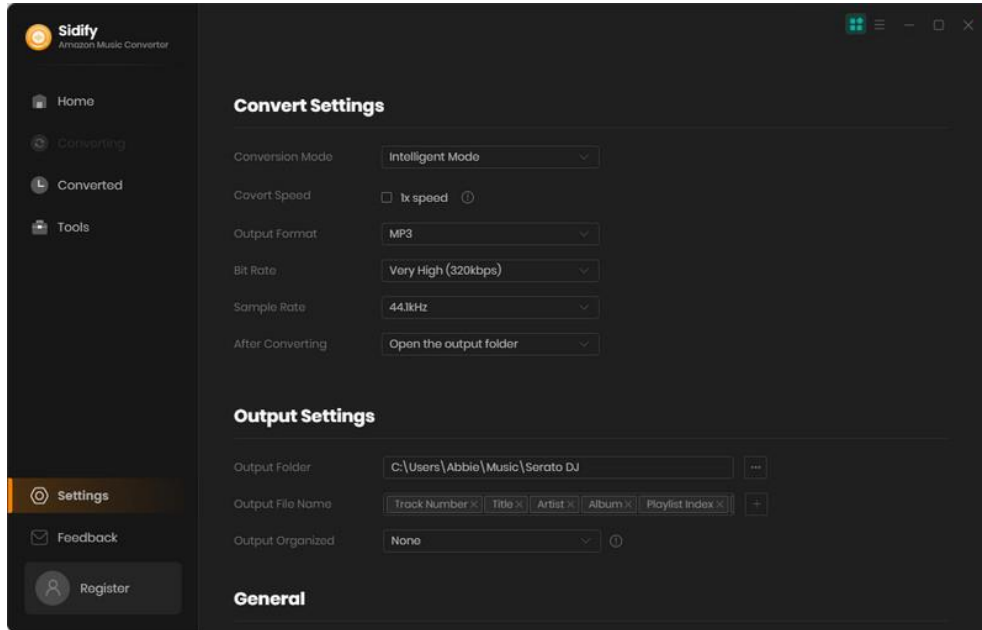 Sidify
Amazon Music Converter
Home
Converting
Converted
Tools
Settings
Feedback
Register
Convert Settings
Conversion Mode
Intelligent Mode
Covert Speed
1x speed
Output Format
MP3
Bit Rate
Very High (320kbps)
Sample Rate
44.1kHz
After Converting
Open the output folder
Output Settings
Output Folder
C:\Users\Abbie\Music\Serato DJ
...
Output File Name
Track Number × Title × Artist × Album × Playlist Index ×
+
Output Organized
None
General